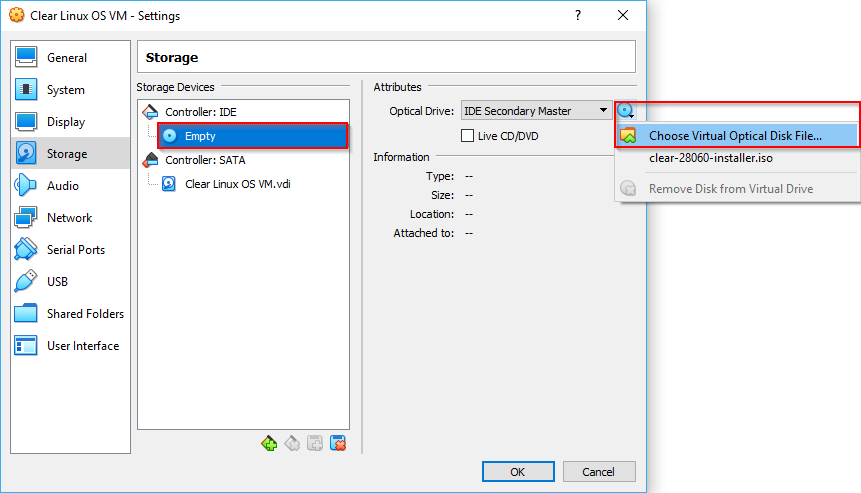 Clear Linux OS VM - Settings
?
General
System
Display
Storage
Audio
Network
Serial Ports
USB
Shared Folders
User Interface
Storage
Storage Devices
Controller: IDE
Empty
Controller: SATA
Clear Linux OS VM.vdi
Attributes
Optical Drive: IDE Secondary Master
Live CD/DVD
Information
Type: --
Size: --
Location: --
Attached to: --
Choose Virtual Optical Disk File...
clear-28060-installer.iso
Remove Disk from Virtual Drive
OK
Cancel